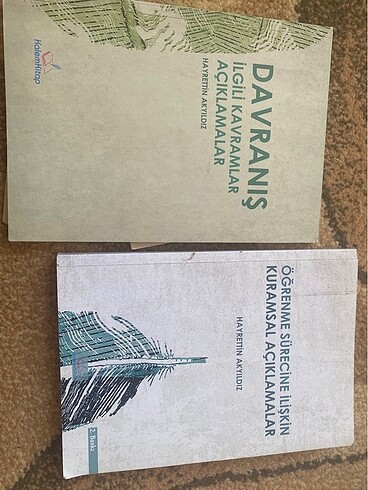 DAVRANIŞ
İLGİLİ KAVRAMLAR
AÇIKLAMALAR
HAYRETTİN AKYILDIZ
KalemKitap
ÖĞRENME SÜRECİNE İLİŞKİN
KURAMSAL AÇIKLAMALAR
HAYRETTİN AKYILDIZ
2. Baskı